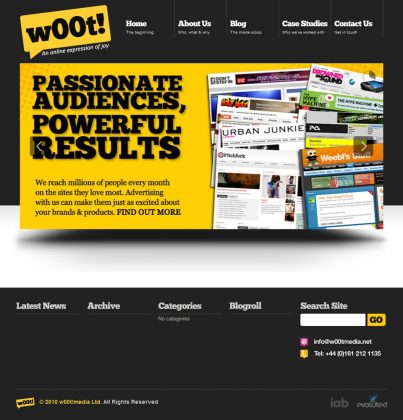 w00t!
An online expression of joy
Home
The beginning
About Us
Who, what & why
Blog
The inside scoop
Case Studies
Who we've worked with
Contact Us
Get in touch
PASSIONATE
AUDIENCES,
POWERFUL
RESULTS
We reach millions of people every month
on the sites they love most. Advertising
with us can make them just as excited about
your brands & products. FIND OUT MORE
DROWNED
THE HYPE MACHINE
URBAN JUNKIE
Pitchfork
Weebl's Stuff
Latest News
Archive
Categories
No categories
Blogroll
Search Site
GO
info@w00tmedia.net
Tel: +44 (0)161 212 1135
w00t!
© 2010 w00t!media Ltd. All Rights Reserved
iab
evoluted